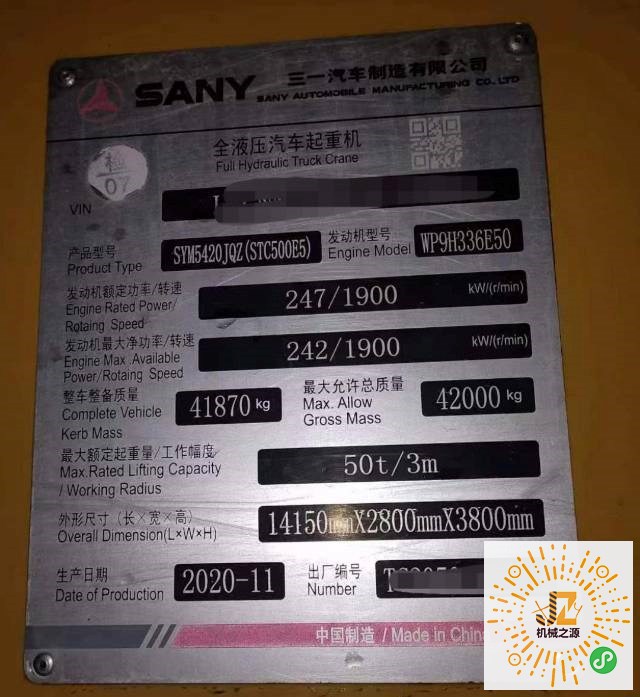 SANY 三一汽车制造有限公司
SANY AUTOMOBILE MANUFACTURING CO.,LTD
全液压汽车起重机
Full Hydraulic Truck Crane
07
VIN
产品型号 SYM5420JQZ(STC500E5) 发动机型号 WP9H336E50
Product Type Engine Model
发动机额定功率/转速 247/1900 kW/(r/min)
Engine Rated Power/
Rotaing Speed
发动机最大净功率/转速 242/1900 kW/(r/min)
Engine Max .Available
Power/Rotaing Speed
整车整备质量 41870 kg 最大允许总质量 42000 kg
Complete Vehicle Max. Allow
Kerb Mass Gross Mass
最大额定起重量/工作幅度 50t/3m
Max.Rated Lifting Capacity
/ Working Radius
外形尺寸（长×宽×高） 14150mmX2800mmX3800mm
Overall Dimension(L×W×H)
生产日期 2020-11 出厂编号
Date of Production Number
中国制造 / Made in China
JZ
机械之源